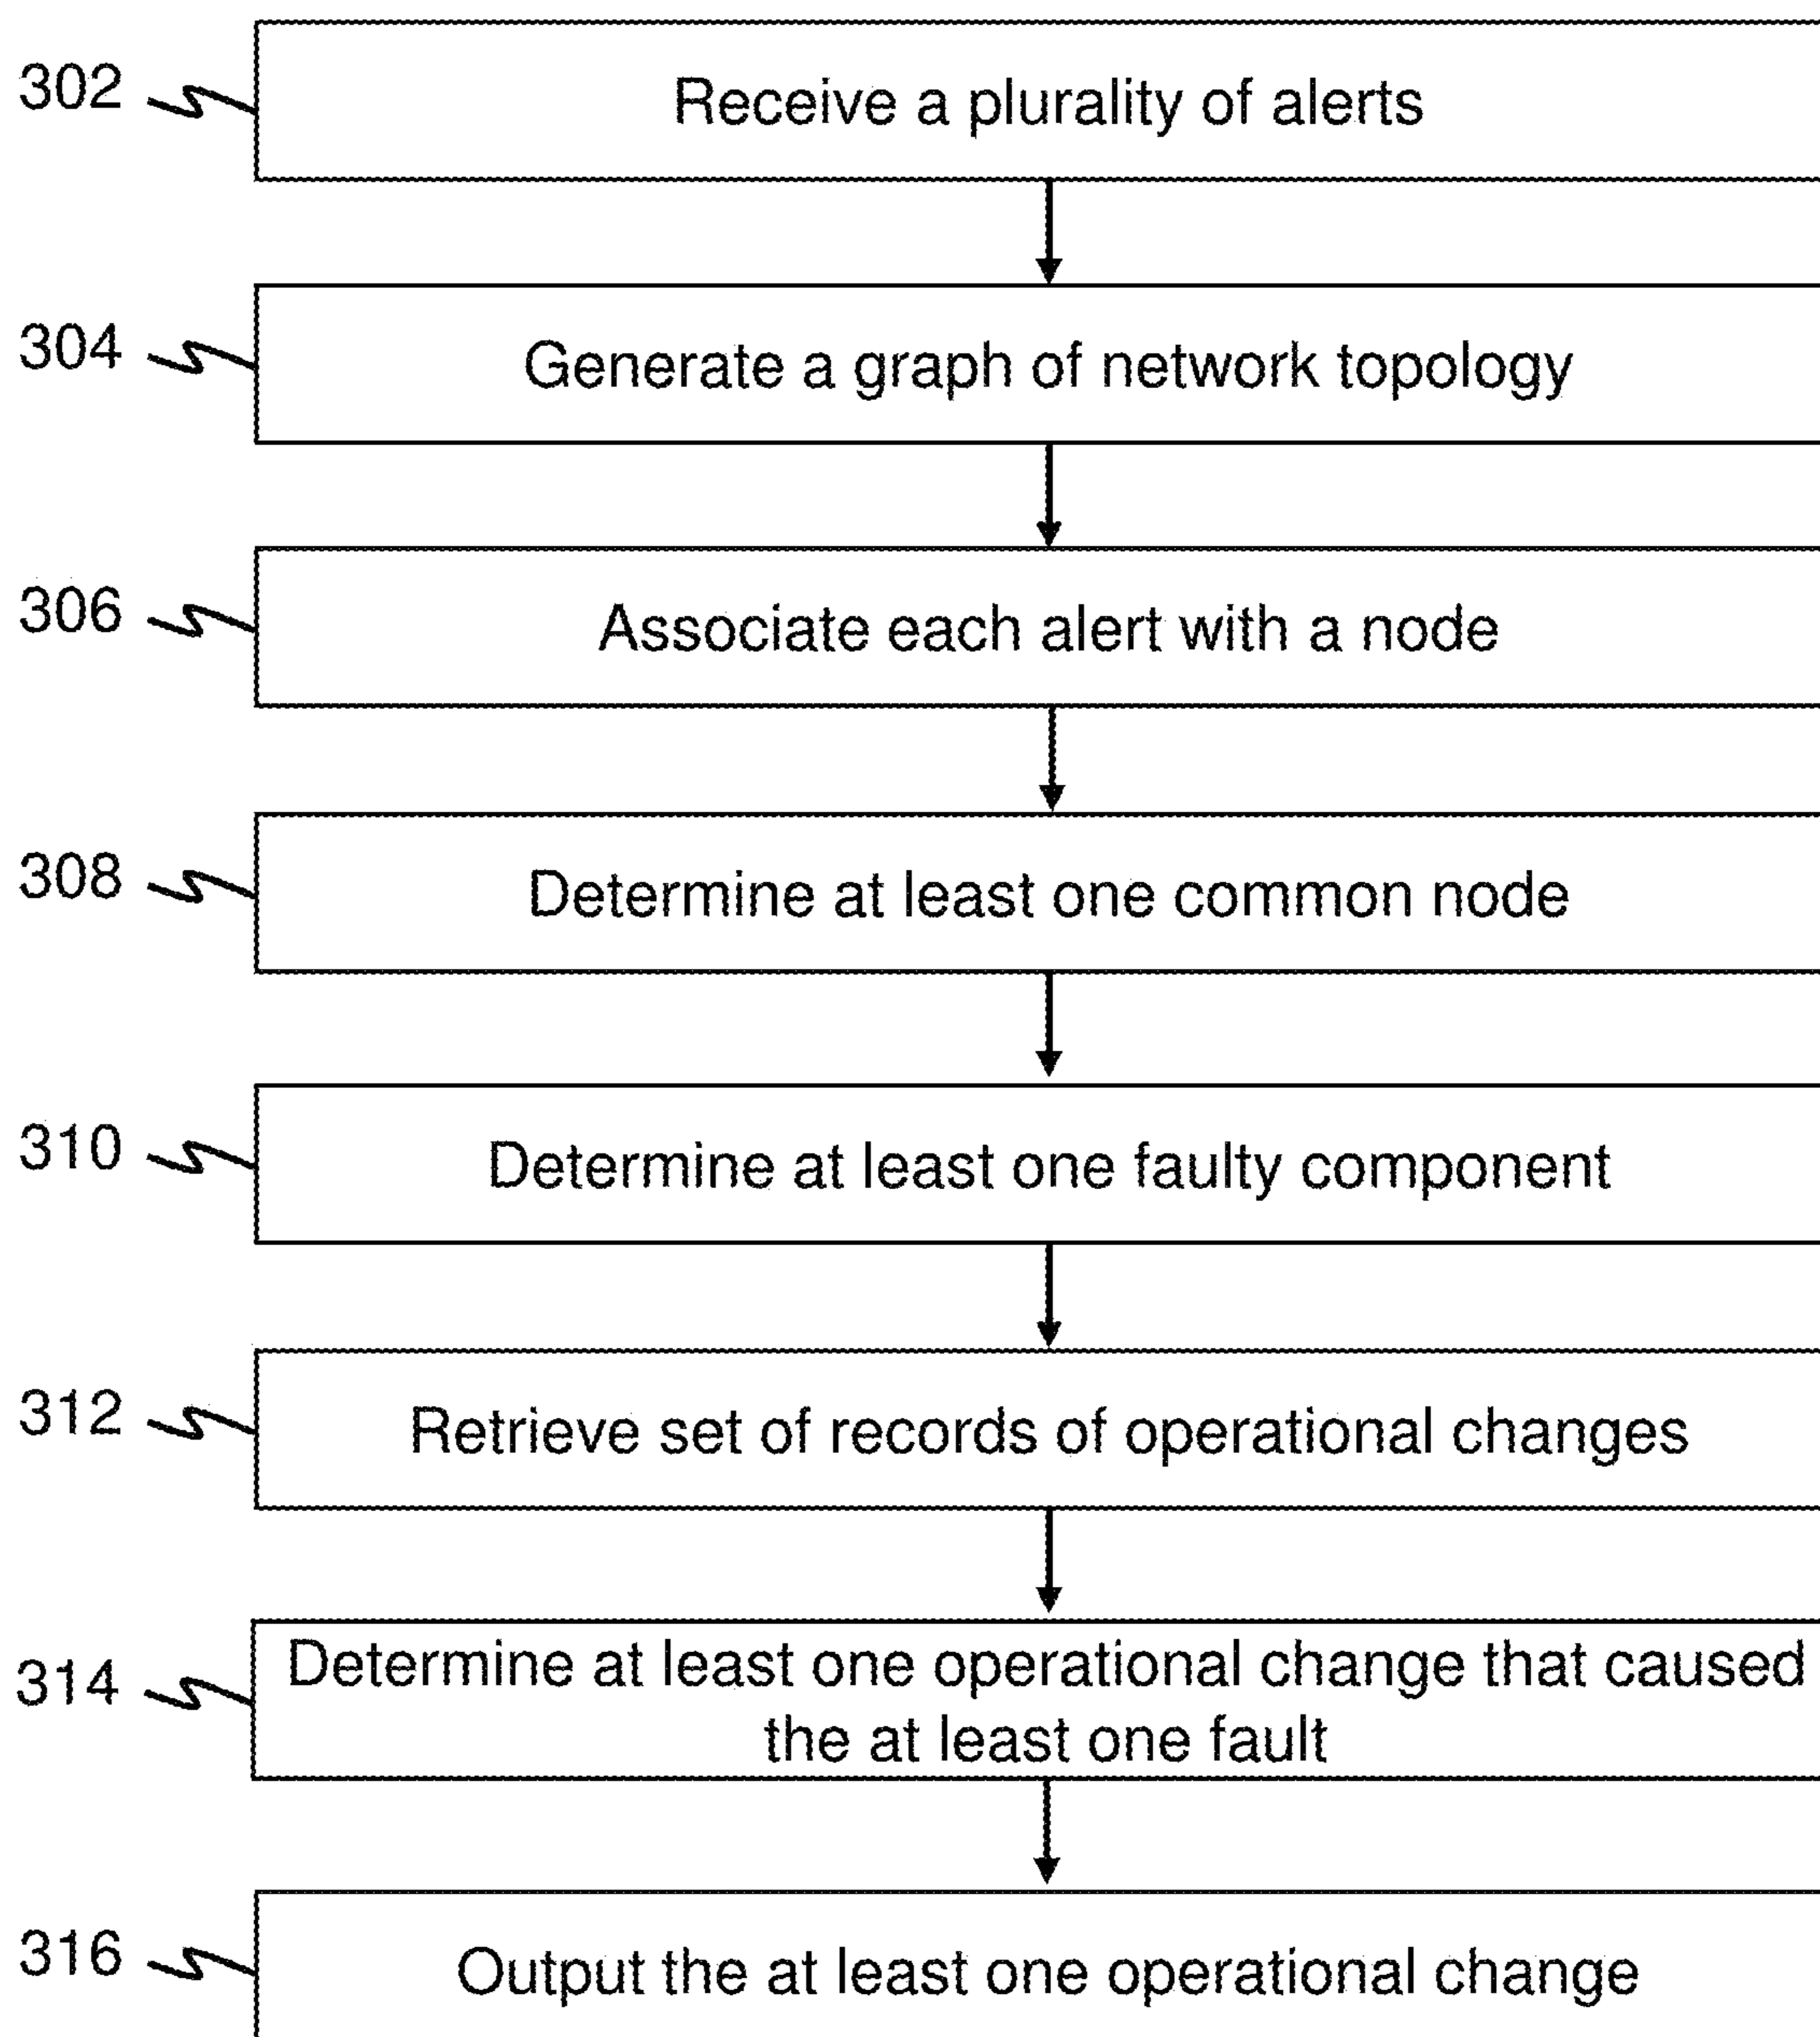 302
Receive a plurality of alerts
304
Generate a graph of network topology
306
Associate each alert with a node
308
Determine at least one common node
310
Determine at least one faulty component
312
Retrieve set of records of operational changes
314
Determine at least one operational change that caused
the at least one fault
316
Output the at least one operational change